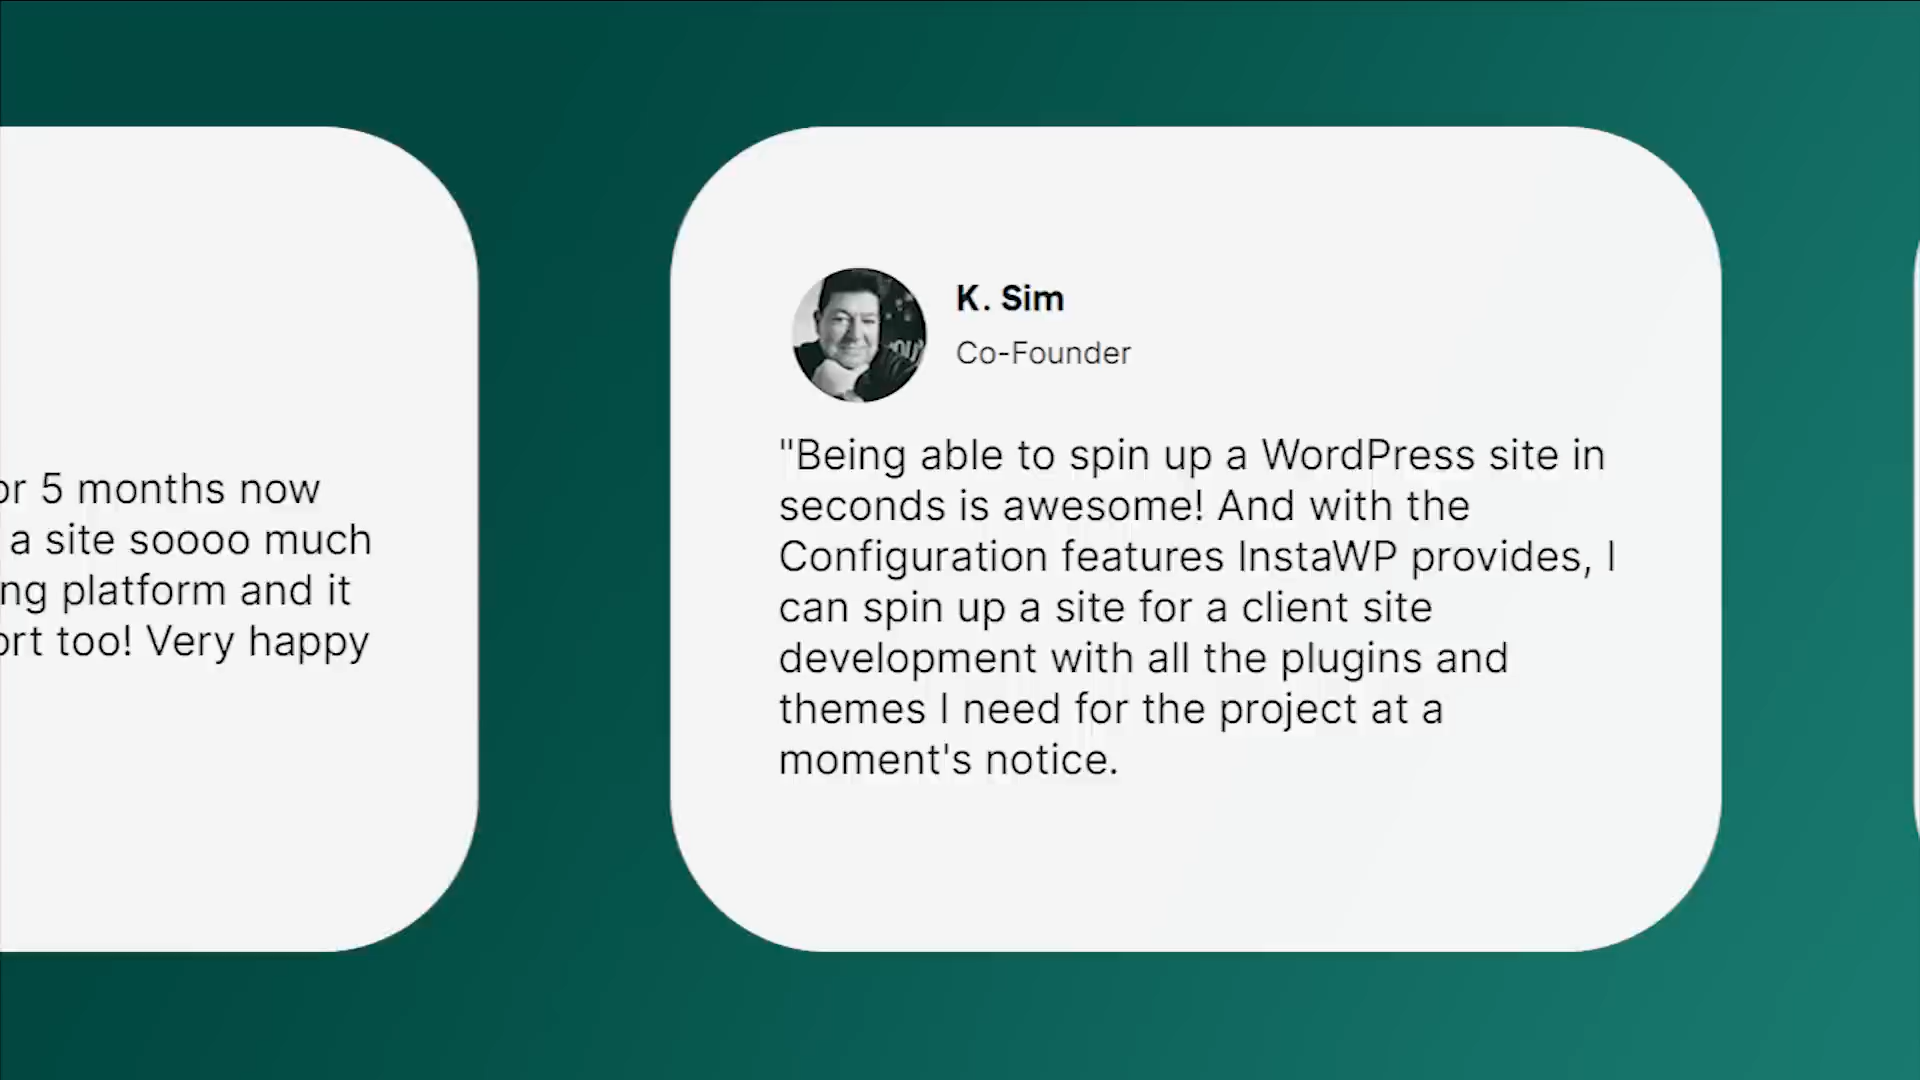 or 5 months now
a site soooo much
ng platform and it
ort too! Very happy
K. Sim
Co-Founder
"Being able to spin up a WordPress site in
seconds is awesome! And with the
Configuration features InstaWP provides, I
can spin up a site for a client site
development with all the plugins and
themes I need for the project at a
moment's notice.